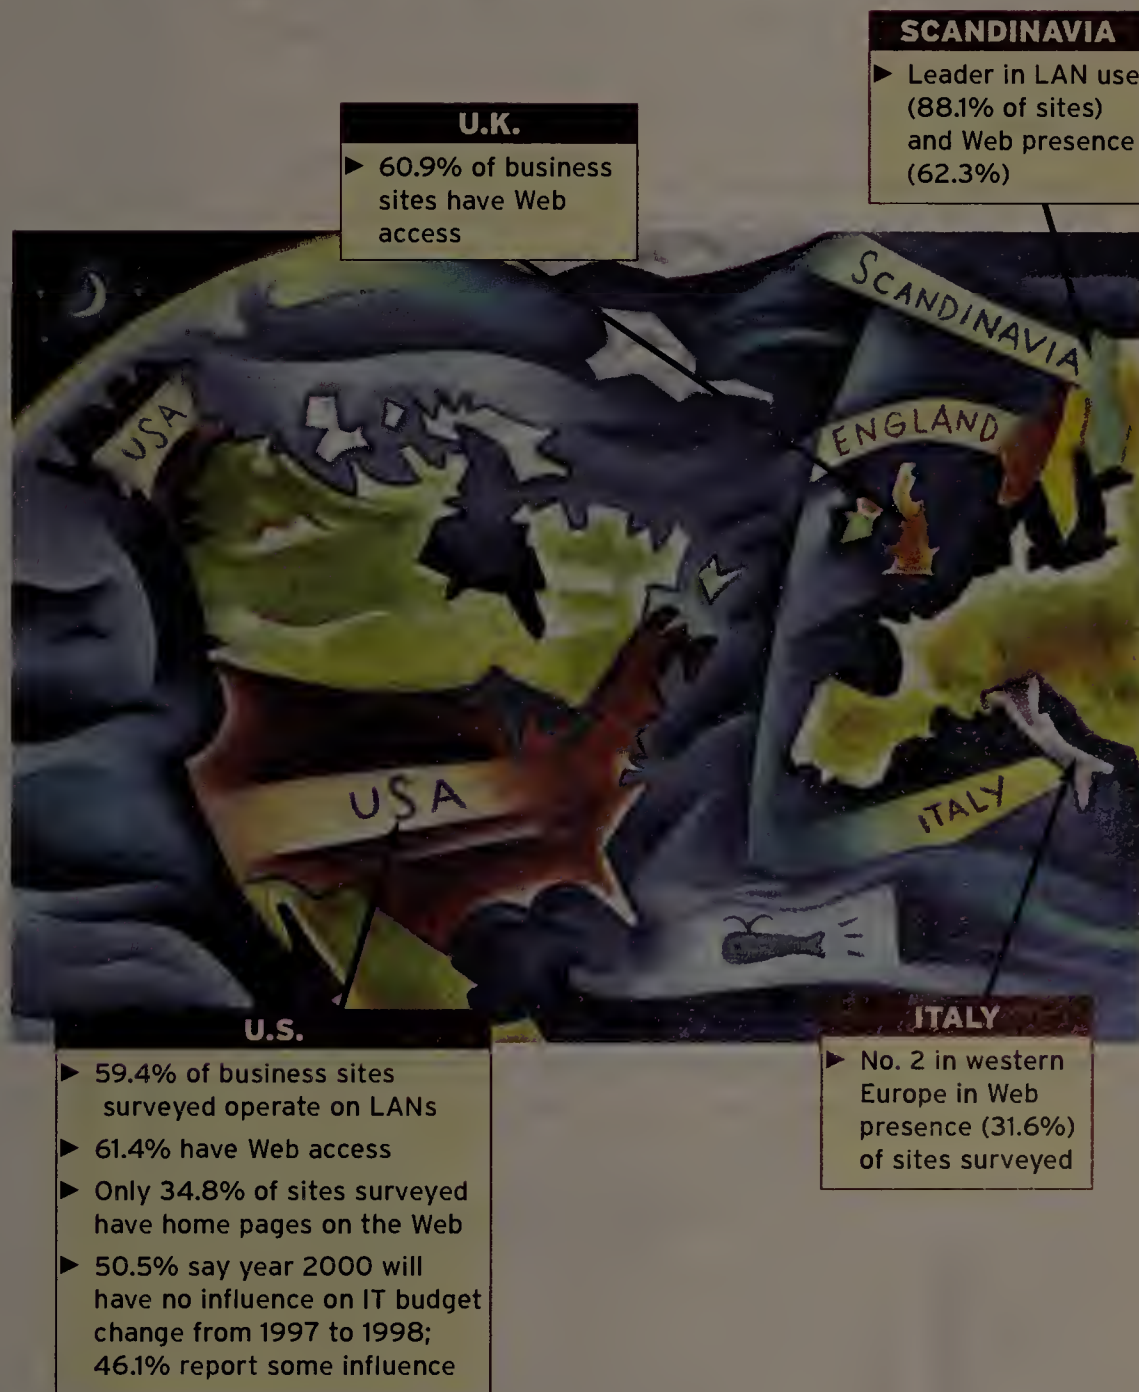 SCANDINAVIA
► Leader in LAN use
(88.1% of sites)
and Web presence
(62.3%)
U.K.
► 60.9% of business
sites have Web
access
SCANDINAVIA
USA
ENGLAND
USA
ITALY
U.S.
► 59.4% of business sites
surveyed operate on LANs
► 61.4% have Web access
► Only 34.8% of sites surveyed
have home pages on the Web
► 50.5% say year 2000 will
have no influence on IT budget
change from 1997 to 1998;
46.1% report some influence
ITALY
► No. 2 in western
Europe in Web
presence (31.6%)
of sites surveyed